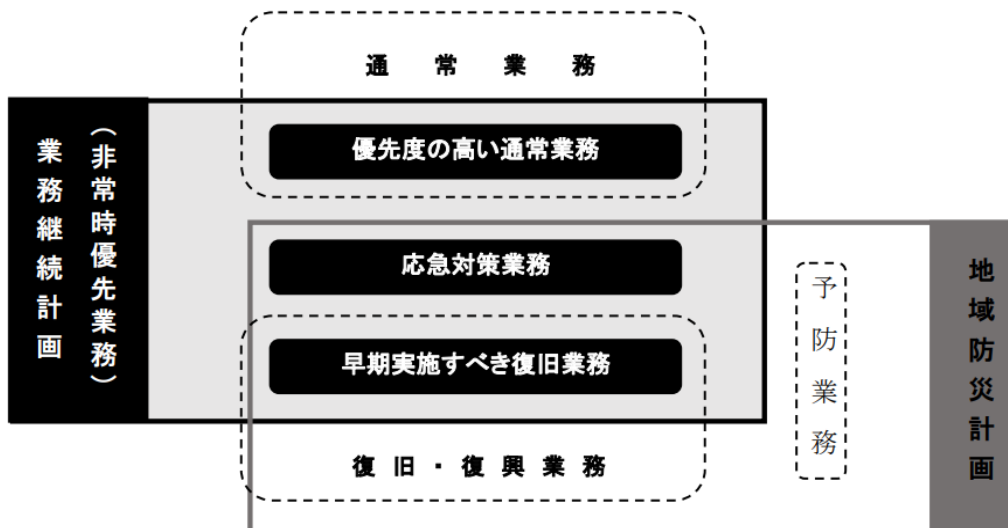 通常業務
業務継続計画
（非常時優先業務）
優先度の高い通常業務
応急対策業務
早期実施すべき復旧業務
復旧・復興業務
予防業務
地域防災計画